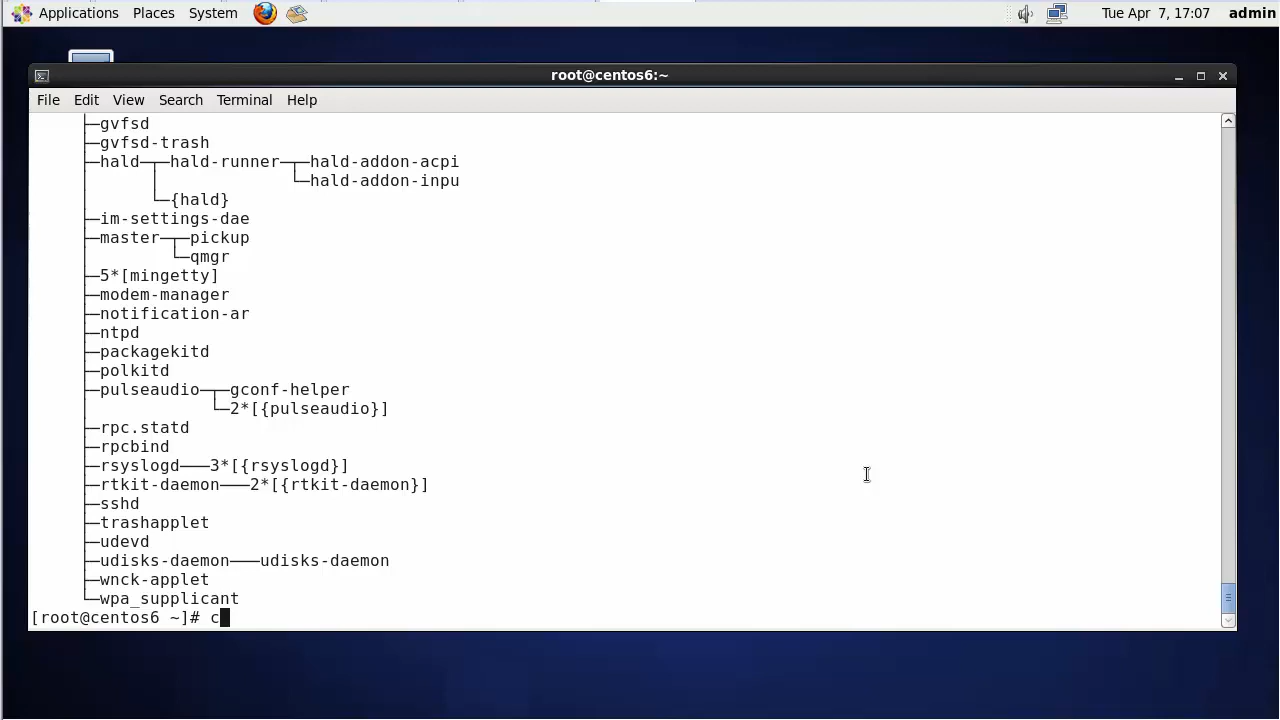 Applications Places System Tue Apr 7, 17:07 admin
root@centos6:~
File Edit View Search Terminal Help
├─gvfsd
├─gvfsd-trash
├─hald─┬─hald-runner─┬─hald-addon-acpi
│      │             └─hald-addon-inpu
│      └─{hald}
├─im-settings-dae
├─master─┬─pickup
│        └─qmgr
├─5*[mingetty]
├─modem-manager
├─notification-ar
├─ntpd
├─packagekitd
├─polkitd
├─pulseaudio─┬─gconf-helper
│            └─2*[{pulseaudio}]
├─rpc.statd
├─rpcbind
├─rsyslogd───3*[{rsyslogd}]
├─rtkit-daemon───2*[{rtkit-daemon}]
├─sshd
├─trashapplet
├─udevd
├─udisks-daemon───udisks-daemon
├─wnck-applet
└─wpa_supplicant
[root@centos6 ~]# c